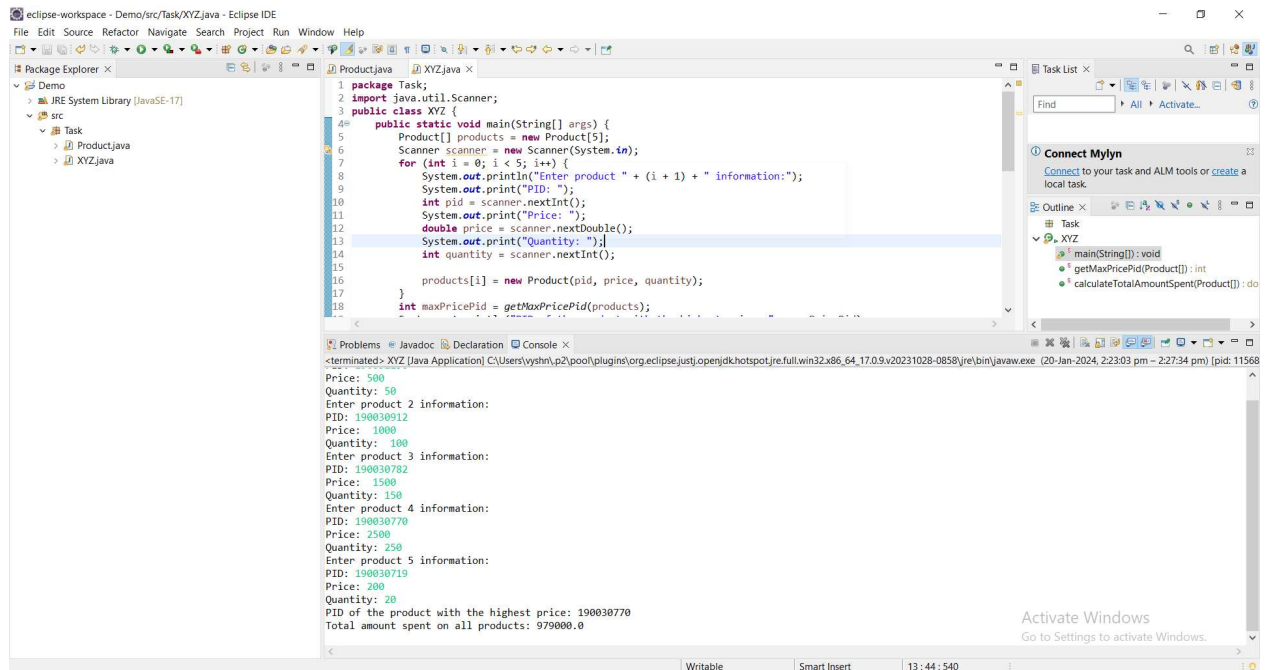 eclipse-workspace - Demo/src/Task/XYZ.java - Eclipse IDE
File Edit Source Refactor Navigate Search Project Run Window Help
Package Explorer
Demo
JRE System Library [JavaSE-17]
src
Task
Product.java
XYZ.java
Product.java XYZ.java
1 package Task;
2 import java.util.Scanner;
3 public class XYZ {
4 public static void main(String[] args) {
5 Product[] products = new Product[5];
6 Scanner scanner = new Scanner(System.in);
7 for (int i = 0; i < 5; i++) {
8 System.out.println("Enter product " + (i + 1) + " information:");
9 System.out.print("PID: ");
10 int pid = scanner.nextInt();
11 System.out.print("Price: ");
12 double price = scanner.nextDouble();
13 System.out.print("Quantity: ");
14 int quantity = scanner.nextInt();
15
16 products[i] = new Product(pid, price, quantity);
17 }
18 int maxPricePid = getMaxPricePid(products);
Task List
Find All Activate...
Connect Mylyn
Connect to your task and ALM tools or create a
local task.
Outline
Task
XYZ
main(String[]) : void
getMaxPricePid(Product[]) : int
calculateTotalAmountSpent(Product[]) : do
Problems Javadoc Declaration Console
<terminated> XYZ [Java Application] C:\Users\vyshn\.p2\pool\plugins\org.eclipse.justj.openjdk.hotspot.jre.full.win32.x86_64_17.0.9.v20231028-0858\jre\bin\javaw.exe (20-Jan-2024, 2:23:03 pm – 2:27:34 pm) [pid: 11568
Price: 500
Quantity: 50
Enter product 2 information:
PID: 190030912
Price: 1000
Quantity: 100
Enter product 3 information:
PID: 190030782
Price: 1500
Quantity: 150
Enter product 4 information:
PID: 190030770
Price: 2500
Quantity: 250
Enter product 5 information:
PID: 190030719
Price: 200
Quantity: 20
PID of the product with the highest price: 190030770
Total amount spent on all products: 979000.0
Activate Windows
Go to Settings to activate Windows.
Writable Smart Insert 13 : 44 : 540